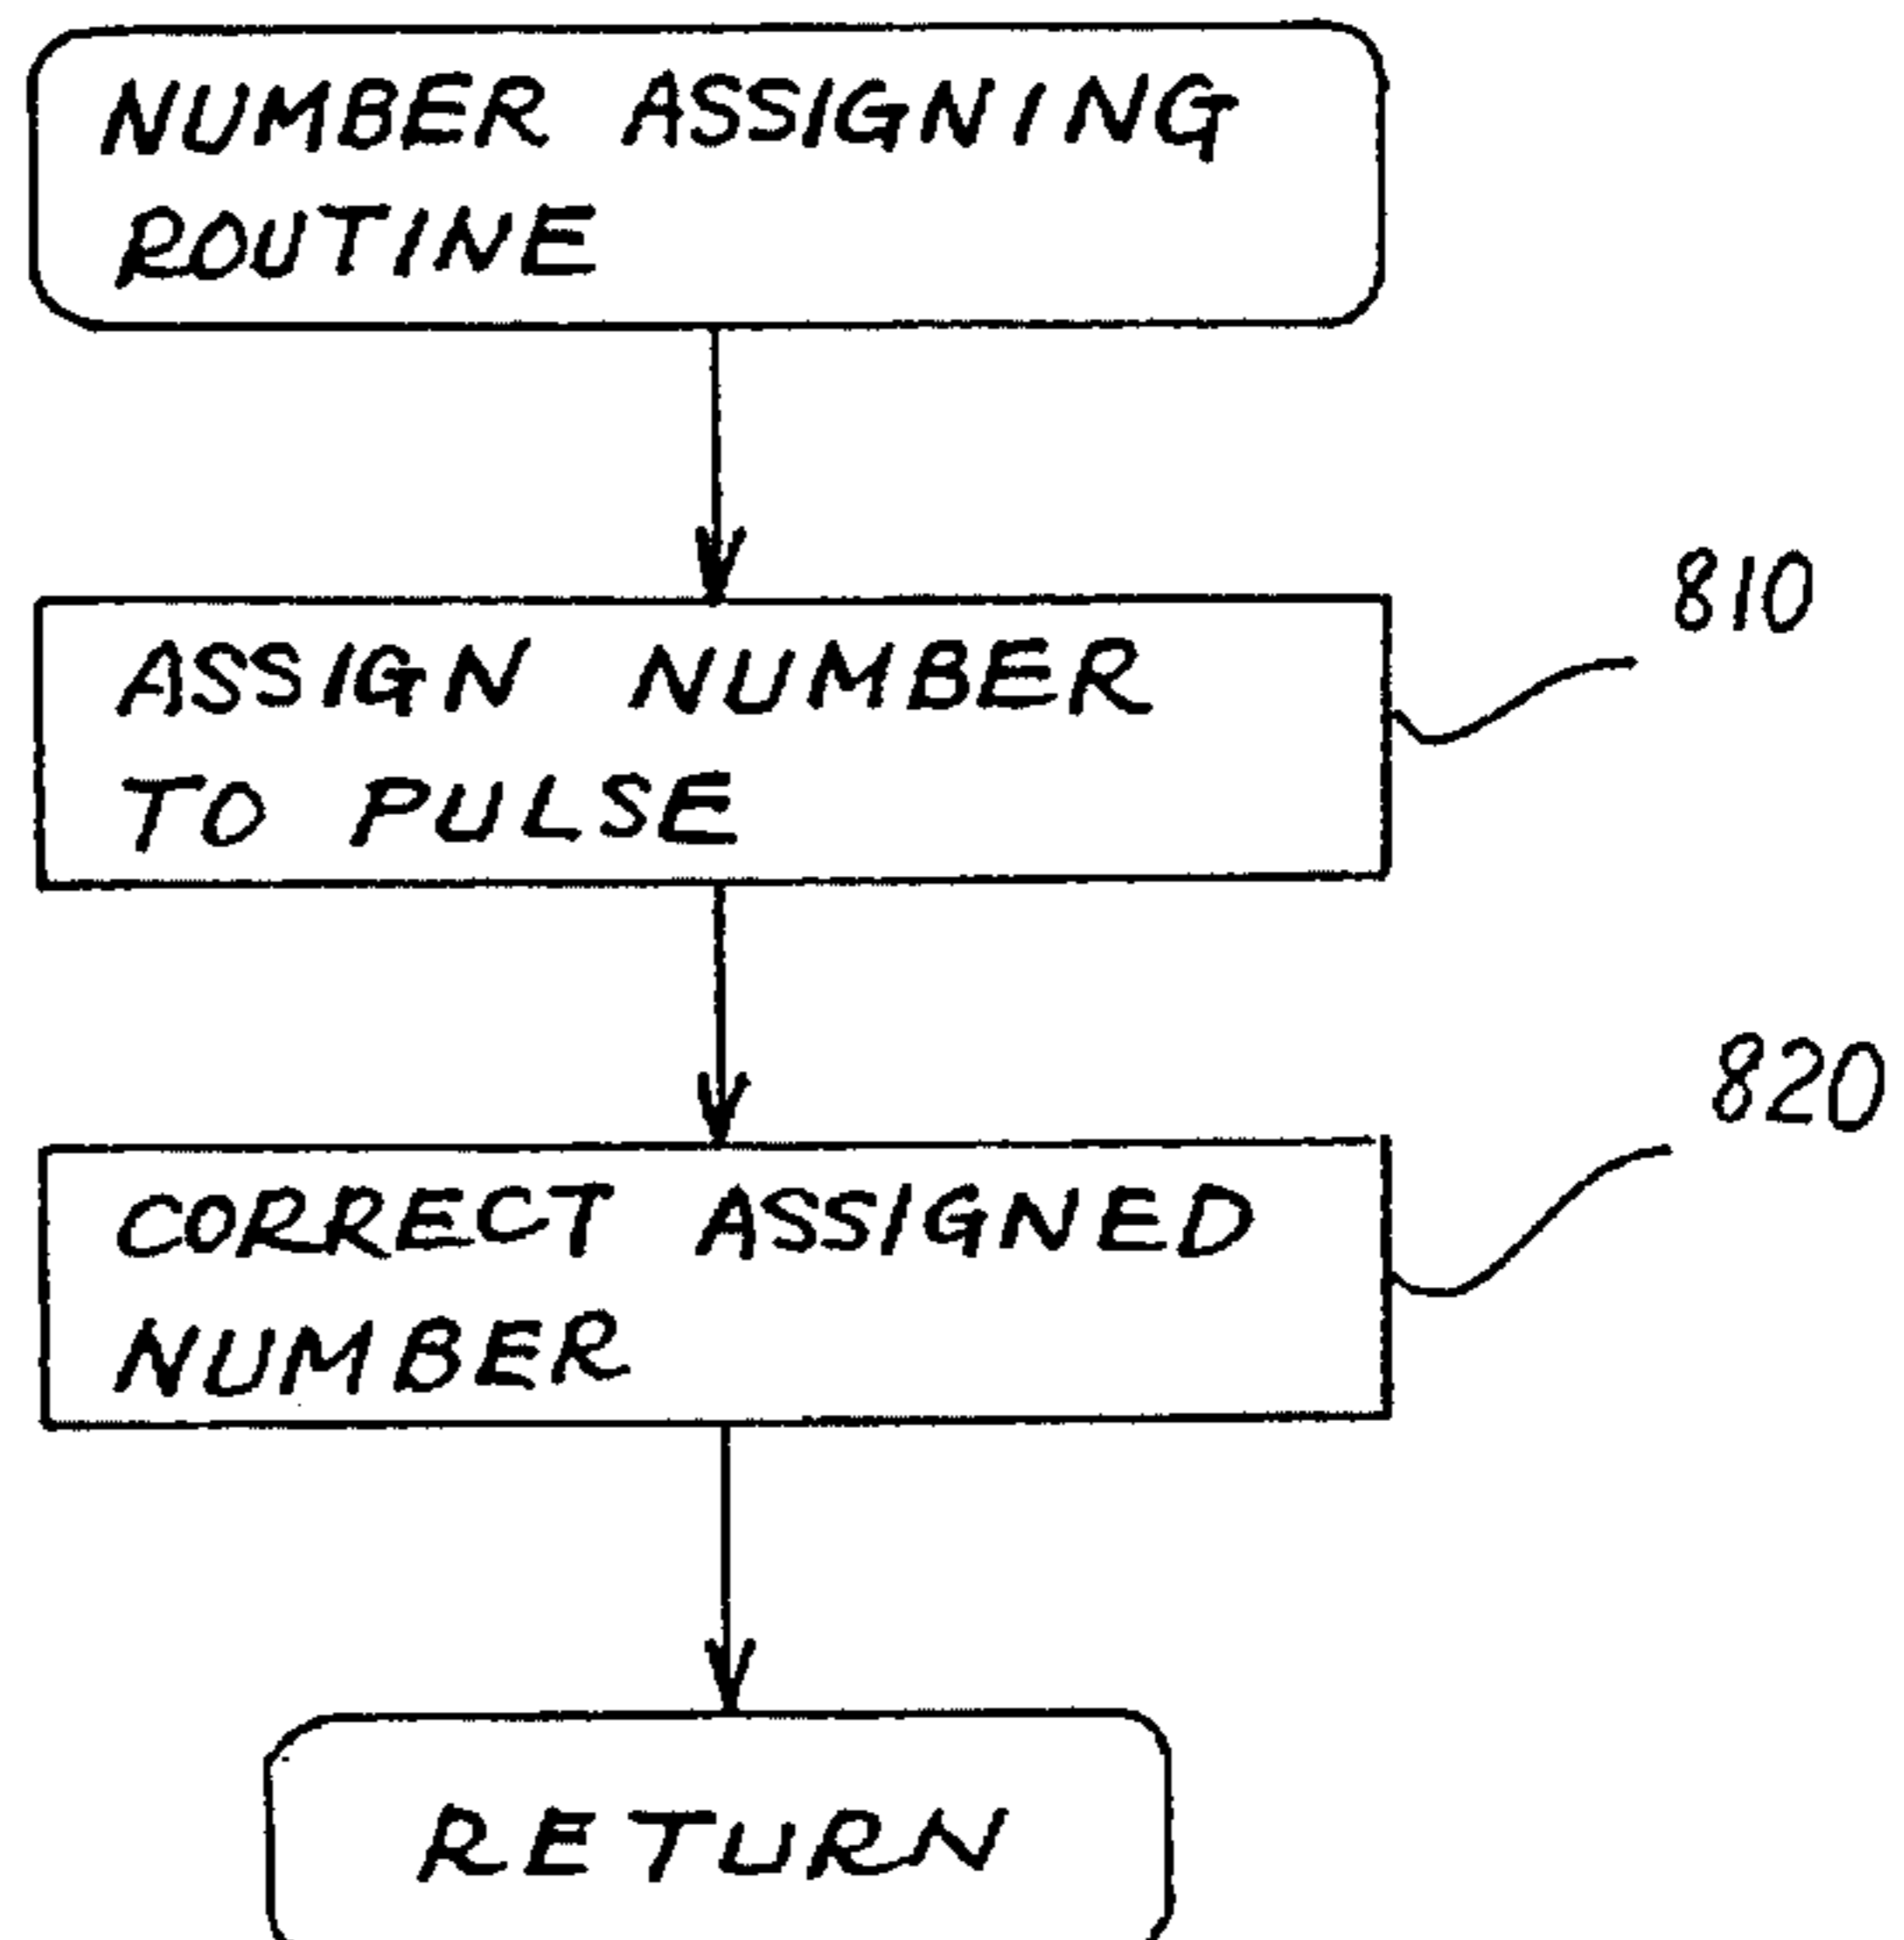 NUMBER ASSIGNING
ROUTINE
810
ASSIGN NUMBER
TO PULSE
820
CORRECT ASSIGNED
NUMBER
RETURN